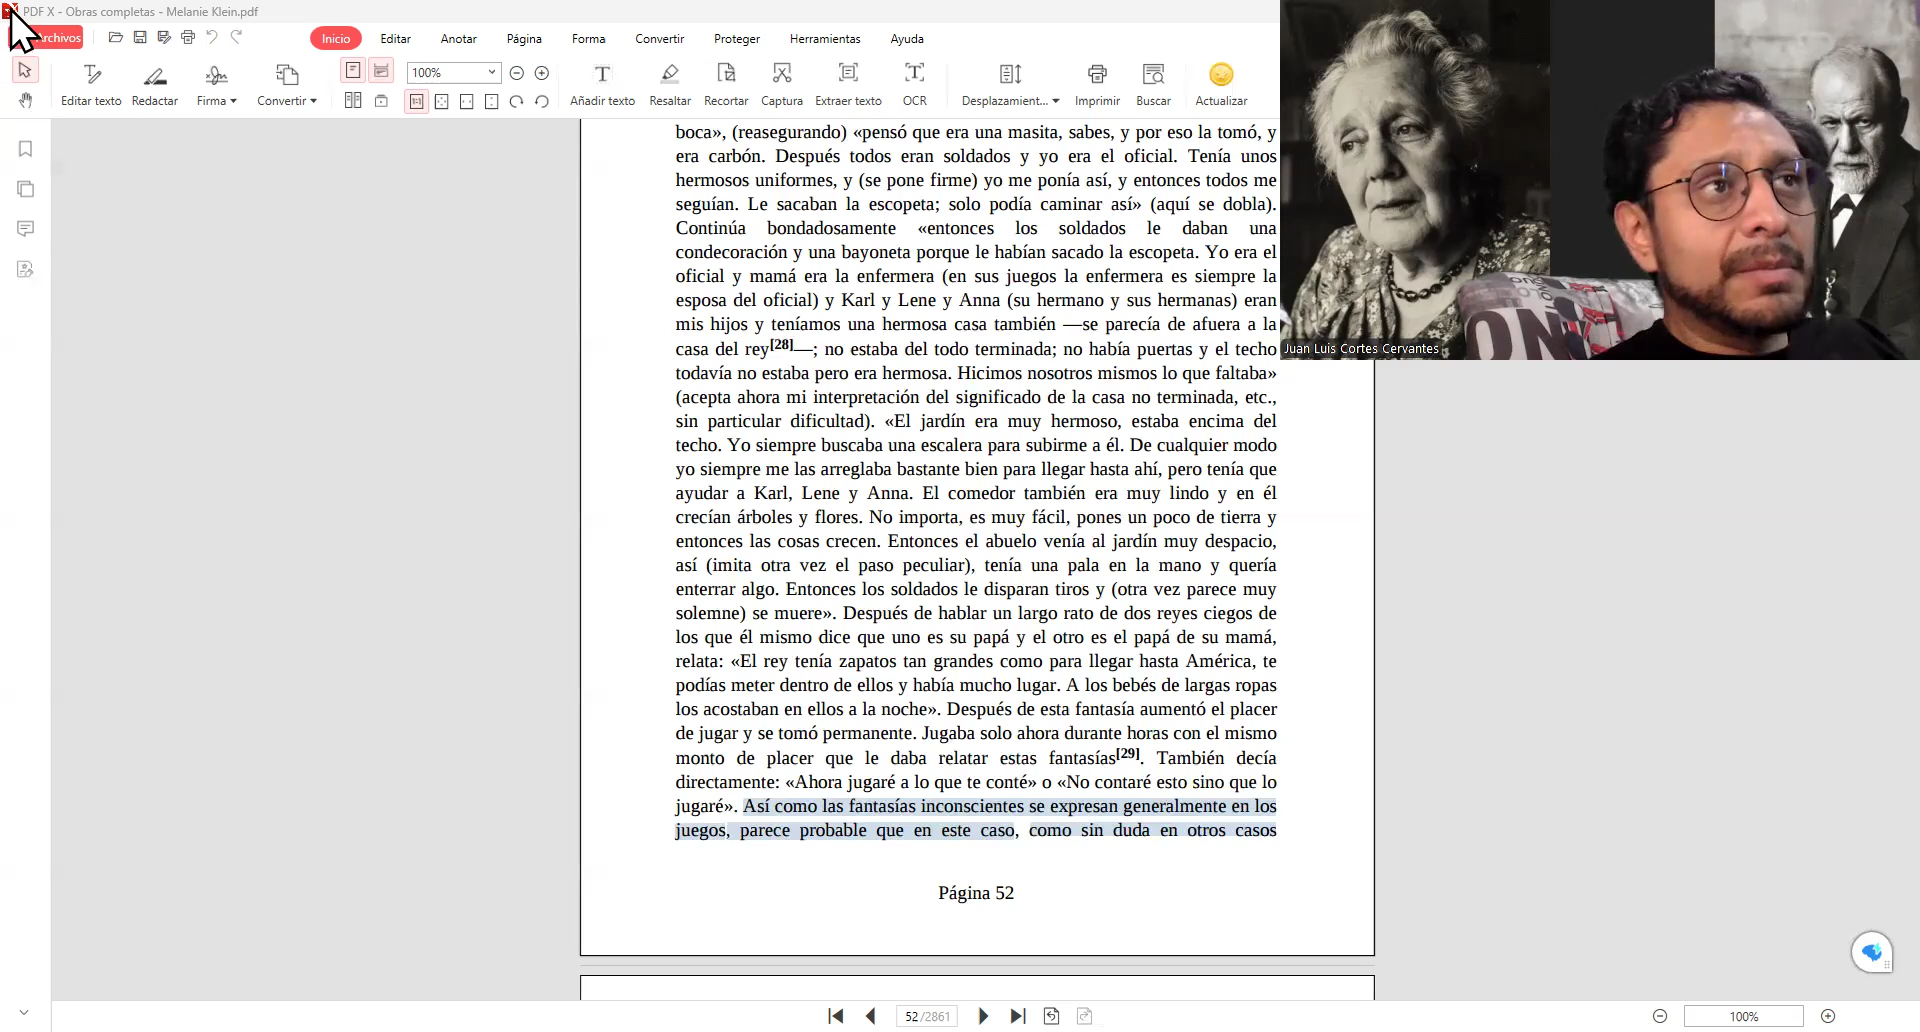 PDF X - Obras completas - Melanie Klein.pdf
Archivos
Inicio
Editar
Anotar
Página
Forma
Convertir
Proteger
Herramientas
Ayuda
100%
Editar texto
Redactar
Firma
Convertir
Añadir texto
Resaltar
Recortar
Captura
Extraer texto
OCR
Desplazamient...
Imprimir
Buscar
Actualizar
boca», (reasegurando) «pensó que era una masita, sabes, y por eso la tomó, y
era carbón. Después todos eran soldados y yo era el oficial. Tenía unos
hermosos uniformes, y (se pone firme) yo me ponía así, y entonces todos me
seguían. Le sacaban la escopeta; solo podía caminar así» (aquí se dobla).
Continúa bondadosamente «entonces los soldados le daban una
condecoración y una bayoneta porque le habían sacado la escopeta. Yo era el
oficial y mamá era la enfermera (en sus juegos la enfermera es siempre la
esposa del oficial) y Karl y Lene y Anna (su hermano y sus hermanas) eran
mis hijos y teníamos una hermosa casa también —se parecía de afuera a la
casa del rey[28]—; no estaba del todo terminada; no había puertas y el techo
todavía no estaba pero era hermosa. Hicimos nosotros mismos lo que faltaba»
(acepta ahora mi interpretación del significado de la casa no terminada, etc.,
sin particular dificultad). «El jardín era muy hermoso, estaba encima del
techo. Yo siempre buscaba una escalera para subirme a él. De cualquier modo
yo siempre me las arreglaba bastante bien para llegar hasta ahí, pero tenía que
ayudar a Karl, Lene y Anna. El comedor también era muy lindo y en él
crecían árboles y flores. No importa, es muy fácil, pones un poco de tierra y
entonces las cosas crecen. Entonces el abuelo venía al jardín muy despacio,
así (imita otra vez el paso peculiar), tenía una pala en la mano y quería
enterrar algo. Entonces los soldados le disparan tiros y (otra vez parece muy
solemne) se muere». Después de hablar un largo rato de dos reyes ciegos de
los que él mismo dice que uno es su papá y el otro es el papá de su mamá,
relata: «El rey tenía zapatos tan grandes como para llegar hasta América, te
podías meter dentro de ellos y había mucho lugar. A los bebés de largas ropas
los acostaban en ellos a la noche». Después de esta fantasía aumentó el placer
de jugar y se tomó permanente. Jugaba solo ahora durante horas con el mismo
monto de placer que le daba relatar estas fantasías[29]. También decía
directamente: «Ahora jugaré a lo que te conté» o «No contaré esto sino que lo
jugaré». Así como las fantasías inconscientes se expresan generalmente en los
juegos, parece probable que en este caso, como sin duda en otros casos
Página 52
Juan Luis Cortes Cervantes
52/2861
100%